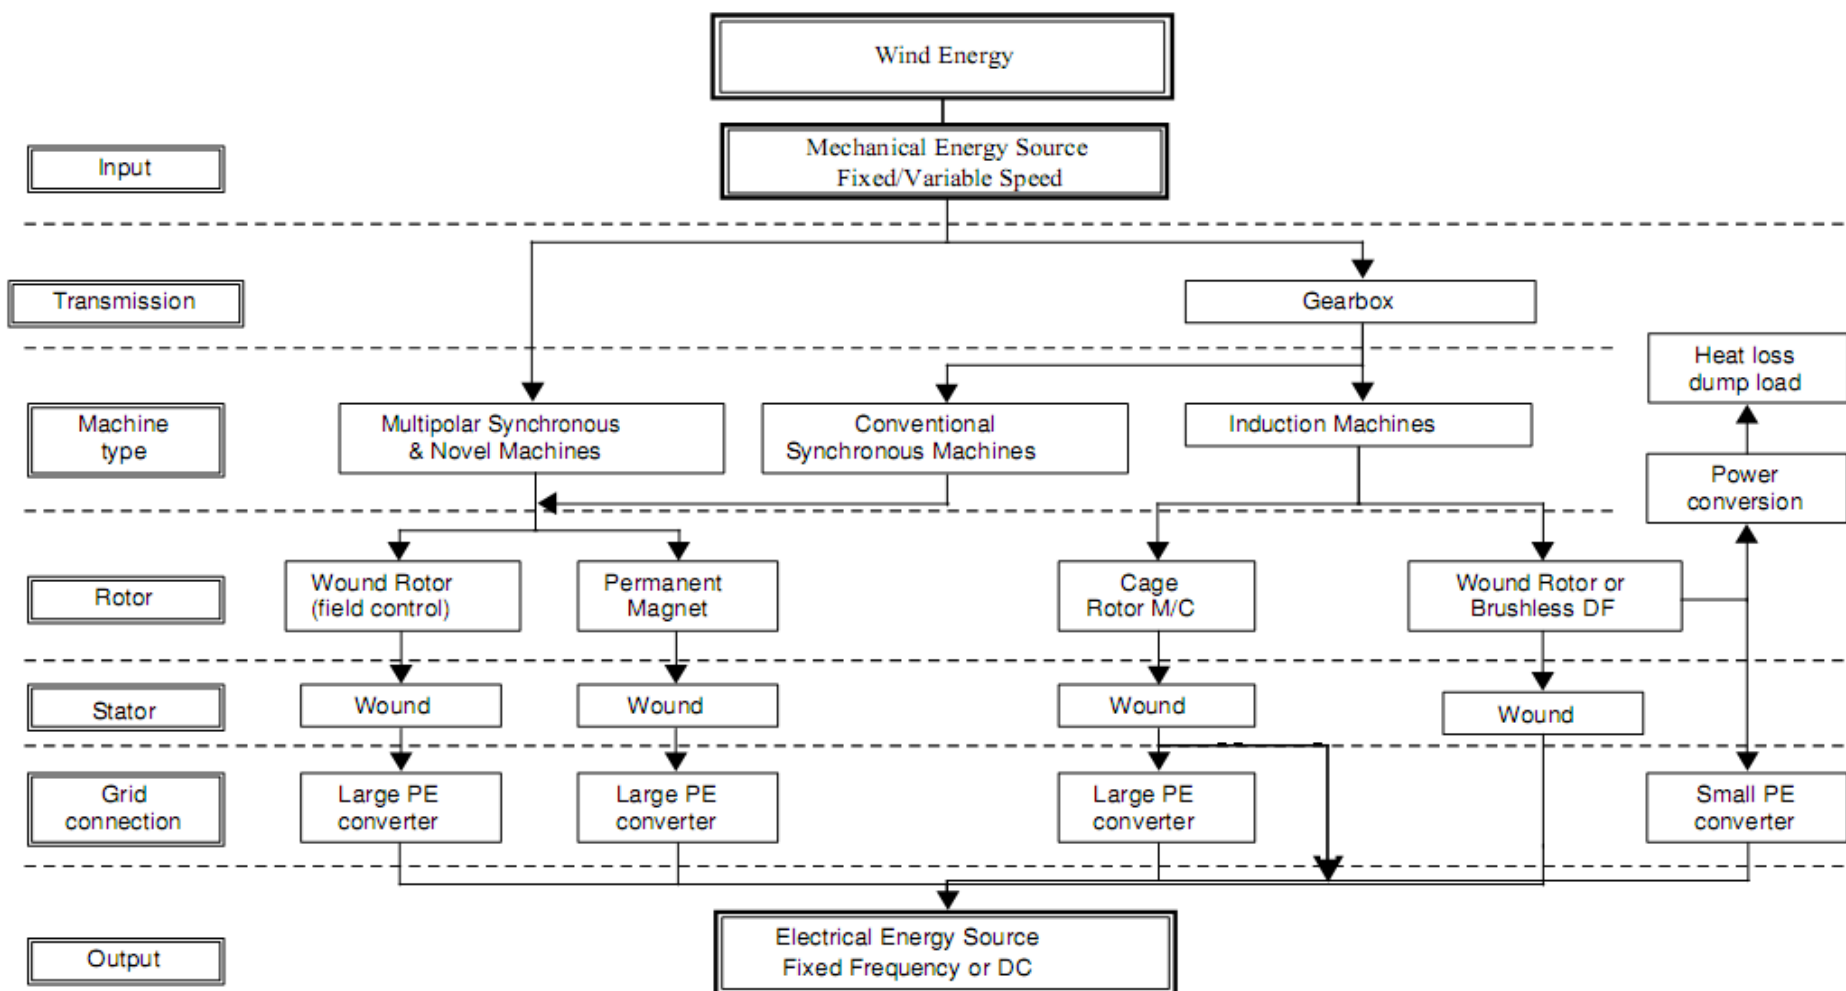 Wind Energy
Input
Mechanical Energy Source
Fixed/Variable Speed
Transmission
Gearbox
Heat loss
dump load
Machine
type
Multipolar Synchronous
& Novel Machines
Conventional
Synchronous Machines
Induction Machines
Power
conversion
Rotor
Wound Rotor
(field control)
Permanent
Magnet
Cage
Rotor M/C
Wound Rotor or
Brushless DF
Stator
Wound
Wound
Wound
Wound
Grid
connection
Large PE
converter
Large PE
converter
Large PE
converter
Small PE
converter
Output
Electrical Energy Source
Fixed Frequency or DC